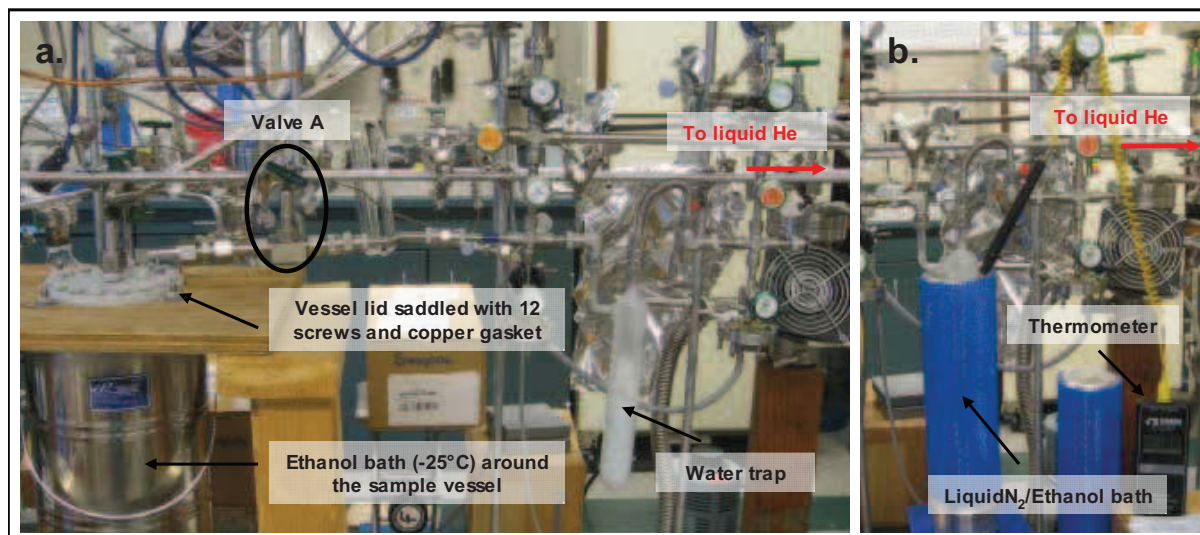 a.
Valve A
To liquid He
Vessel lid saddled with 12
screws and copper gasket
Ethanol bath (-25°C) around
the sample vessel
Water trap
b.
To liquid He
Thermometer
LiquidN₂/Ethanol bath